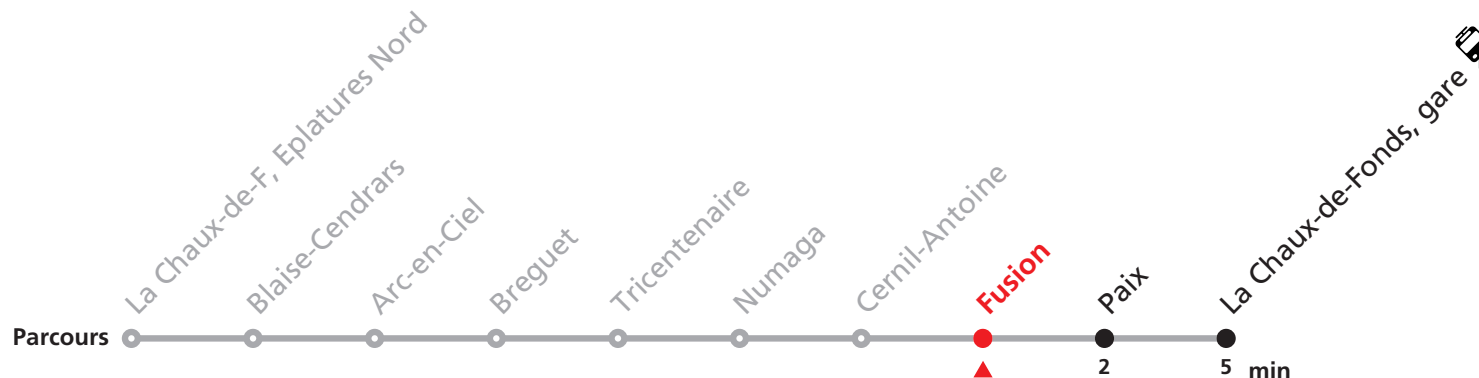 La Chaux-de-F, Eplatures Nord
Blaise-Cendrars
Arc-en-Ciel
Breguet
Tricentenaire
Numaga
Cernil-Antoine
Fusion
Paix
La Chaux-de-Fonds, gare
Parcours
2
5 min